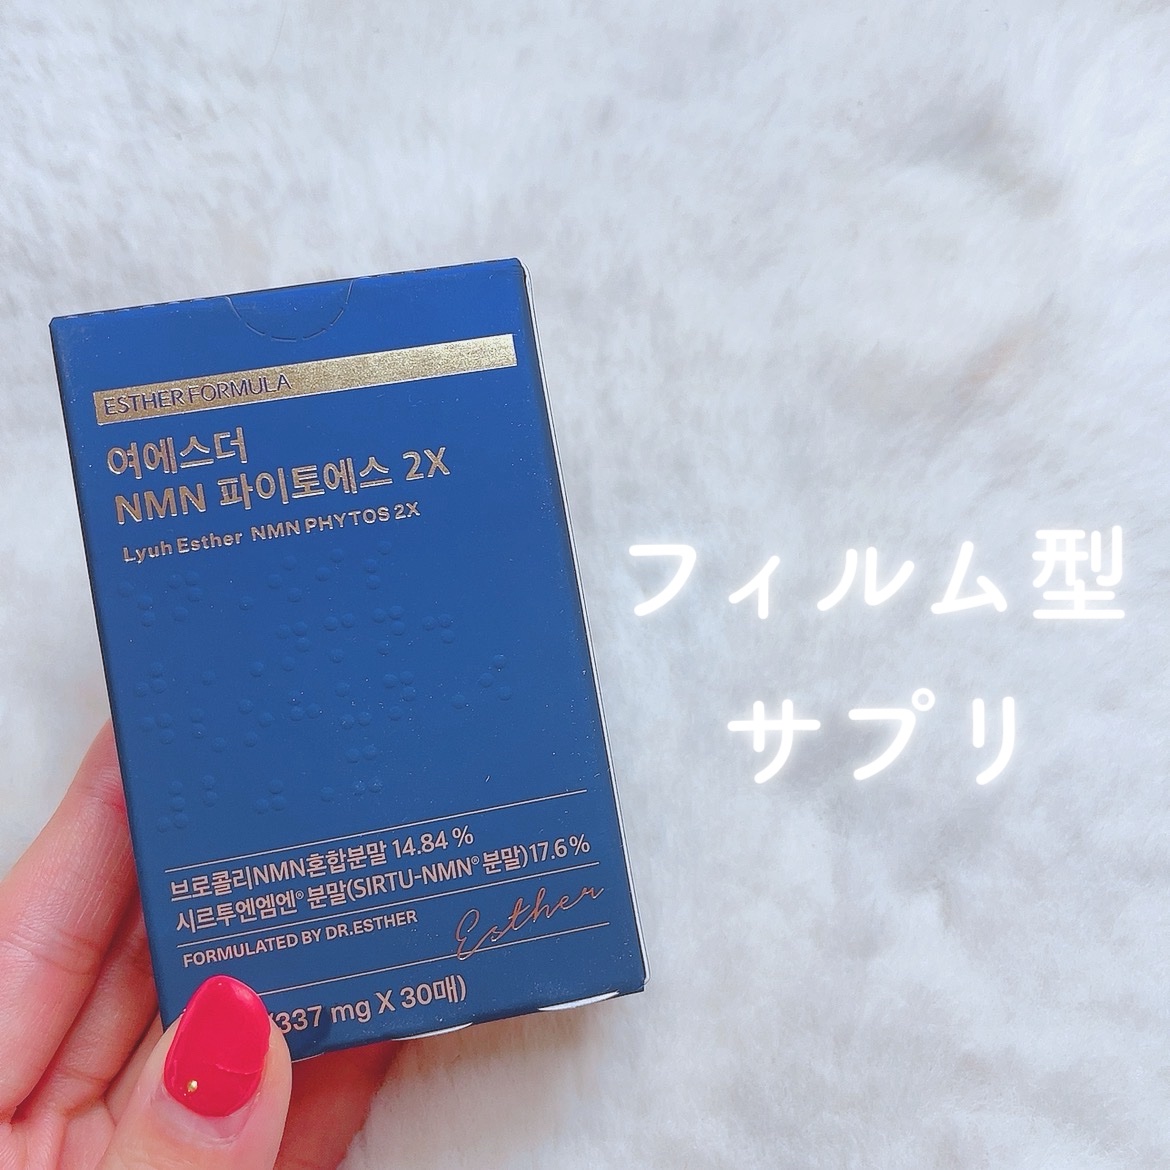 ESTHER FORMULA
여에스더
NMN 파이토에스 2X
Lyuh Esther NMN PHYTOS 2X
브로콜리NMN혼합분말 14.84 %
시르투엔엠엔® 분말(SIRTU-NMN® 분말)17.6%
FORMULATED BY DR.ESTHER
Esther
337 mg X 30매)
フィルム型
サプリ